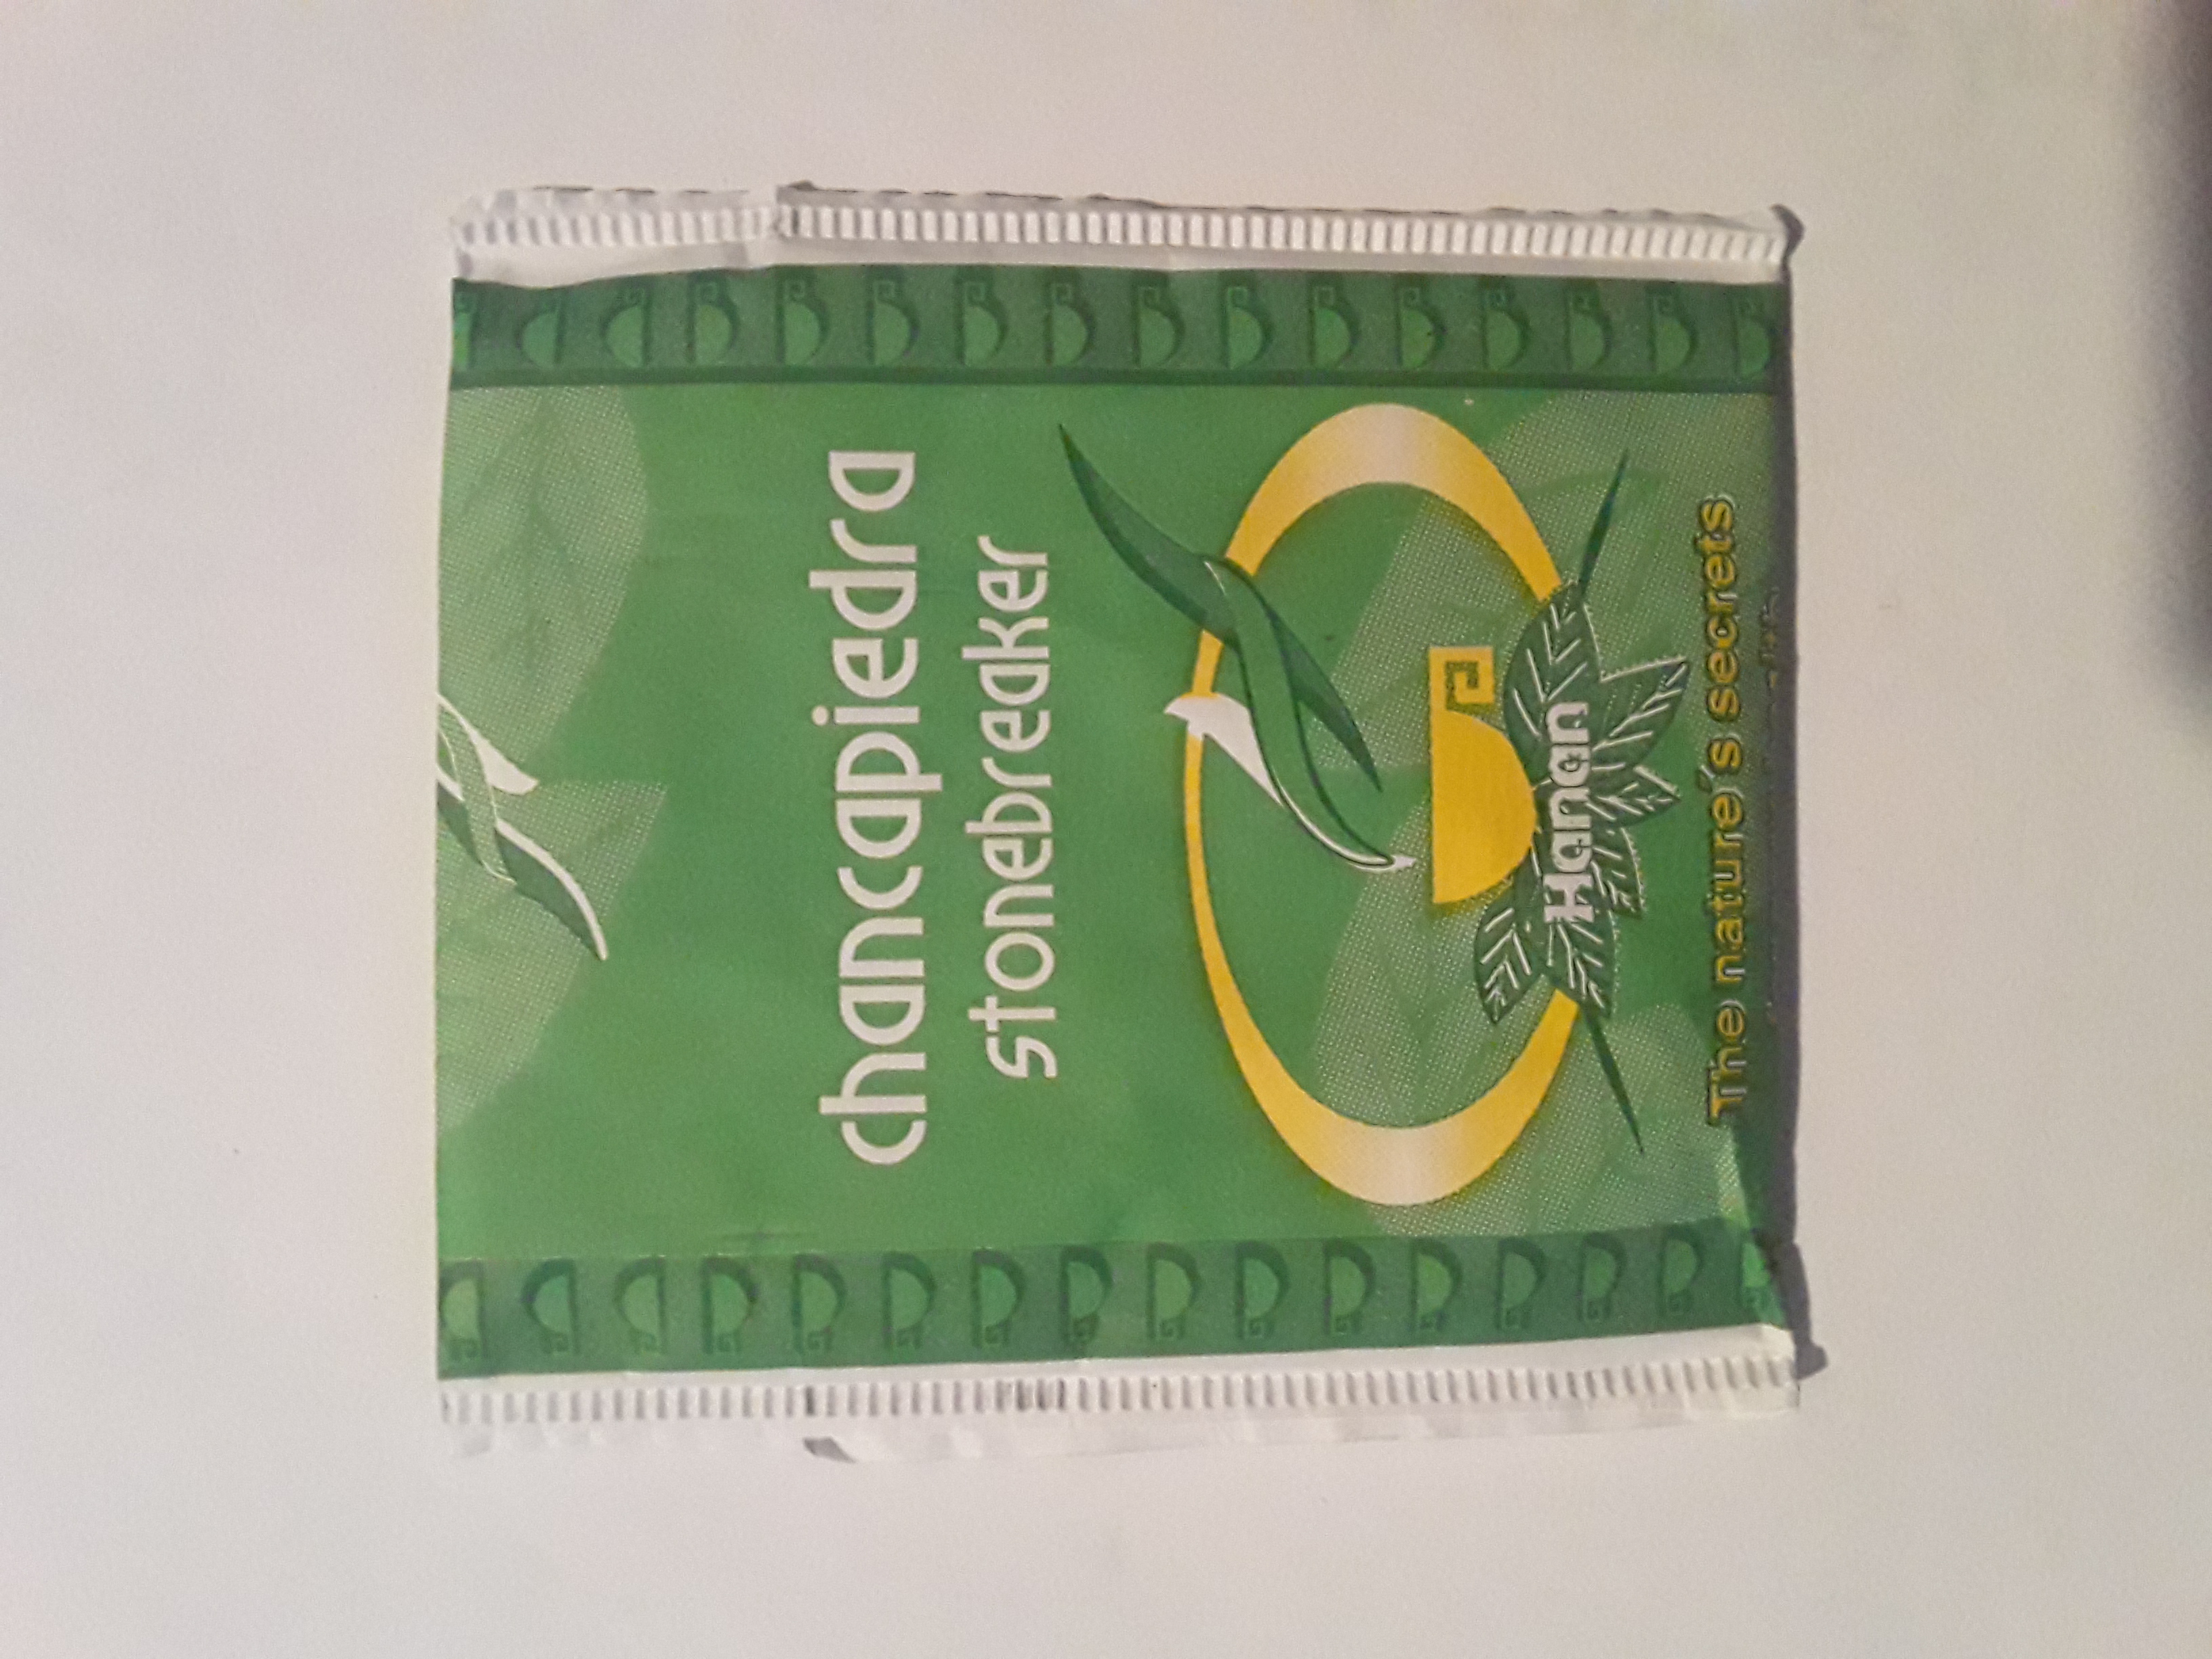 chancapiedra
stonebreaker
Hanan
The nature's secrets